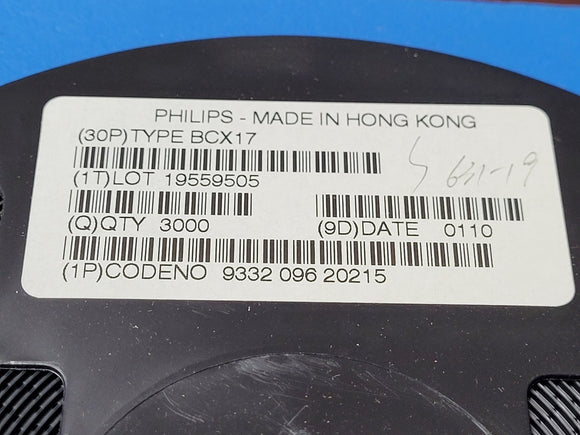 PHILIPS - MADE IN HONG KONG
(30P)TYPE BCX17
(1T)LOT 19559505
(Q)QTY 3000 (9D)DATE 0110
(1P)CODENO 9332 096 20215